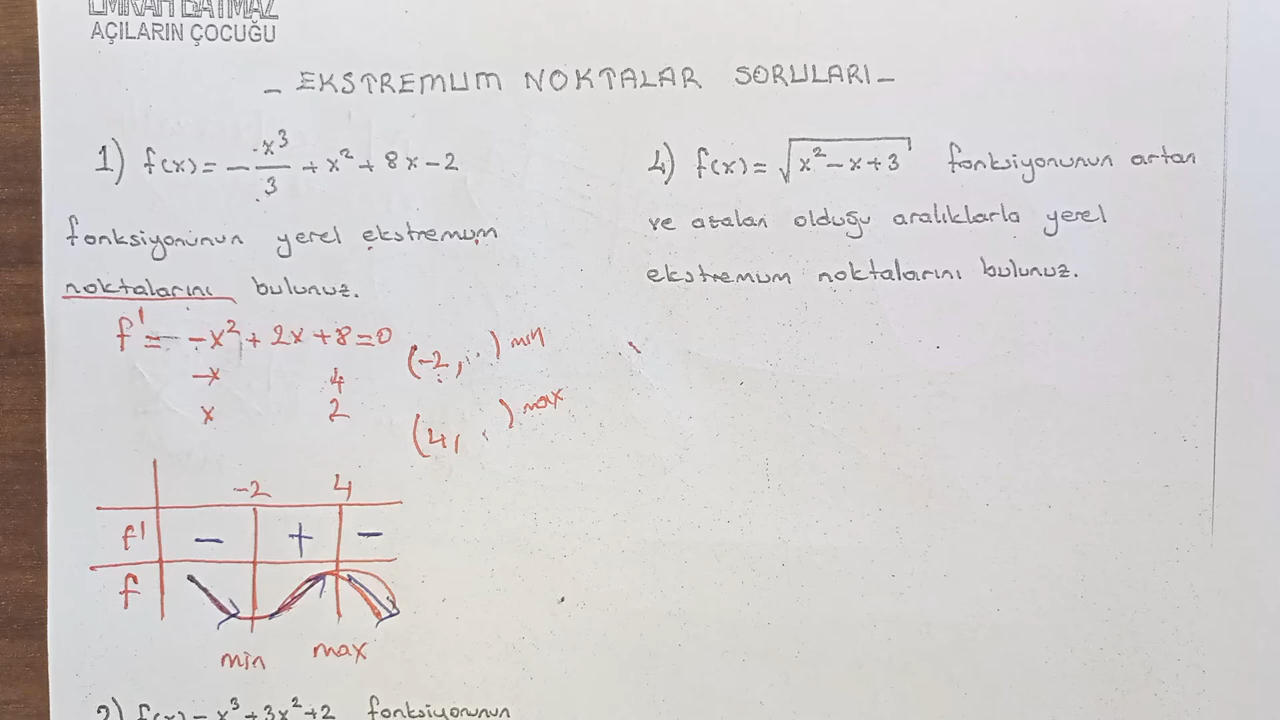 AÇILARIN ÇOCUĞU
- EKSTREMUM NOKTALAR SORULARI -
1) f(x) = -x³/3 + x² + 8x - 2
fonksiyonunun yerel ekstremum
noktalarını bulunuz.
f' = -x² + 2x + 8 = 0
-x 4
x 2
(-2, . . ) min
(4, . ) max
-2 4
f' - + -
f
min max
2) f(x) = x³ + 3x² + 2 fonksiyonunun
4) f(x) = √(x² - x + 3) fonksiyonunun artan
ve azalan olduğu aralıklarla yerel
ekstremum noktalarını bulunuz.